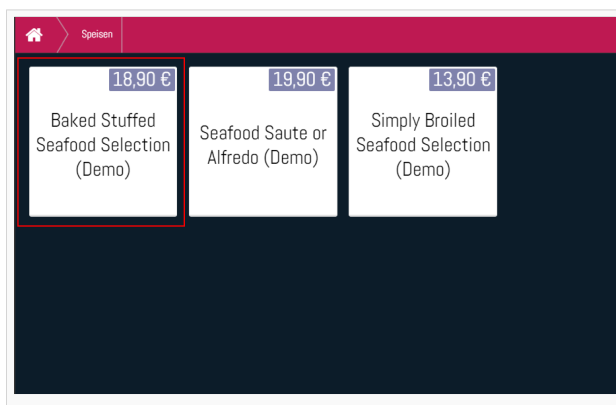 Speisen
18,90 €
Baked Stuffed
Seafood Selection
(Demo)
19,90 €
Seafood Saute or
Alfredo (Demo)
13,90 €
Simply Broiled
Seafood Selection
(Demo)